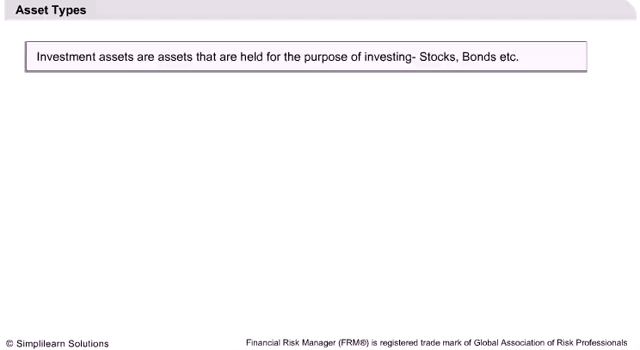 Asset Types
Investment assets are assets that are held for the purpose of investing- Stocks, Bonds etc.
© Simplilearn Solutions
Financial Risk Manager (FRM®) is registered trade mark of Global Association of Risk Professionals